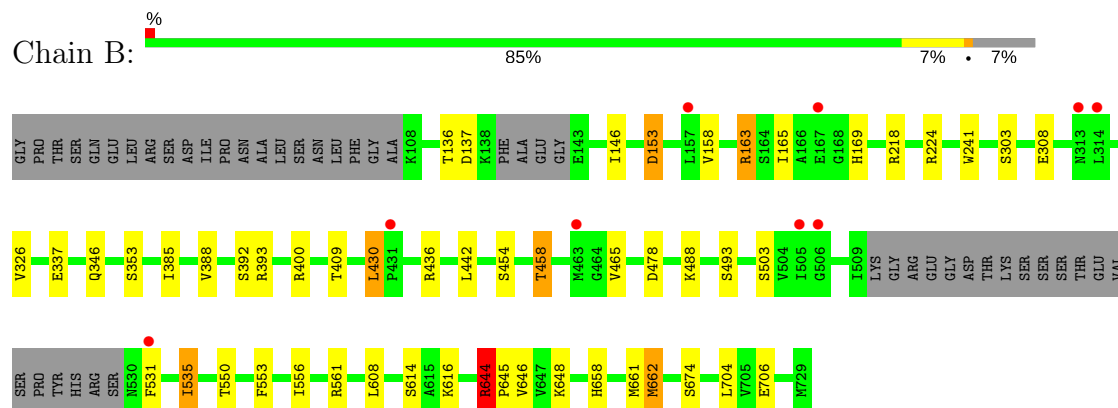 %
Chain B:
85% 7% • 7%
GLY PRO THR SER GLN GLU LEU ARG SER ASP ILE PRO ASN ALA LEU SER ASN LEU PHE GLY ALA K108 T136 D137 K138 PHE ALA GLU GLY E143 I146 D153 L157 V158 R163 S164 I165 A166 E167 G168 H169 R218 R224 W241 S303 E308 N313 L314
V326 E337 Q346 S353 I385 V388 S392 R393 R400 T409 L430 P431 R436 L442 S454 T458 M463 G464 V465 D478 K488 S493 S503 V504 I505 G506 I509 LYS GLY ARG GLU GLY ASP THR LYS SER SER SER THR GLU VAL
SER PRO TYR HIS ARG SER N530 F531 I535 T550 F553 I556 R561 L608 S614 A615 K616 R644 P645 V646 V647 K648 H658 M661 M662 S674 L704 V705 E706 M729